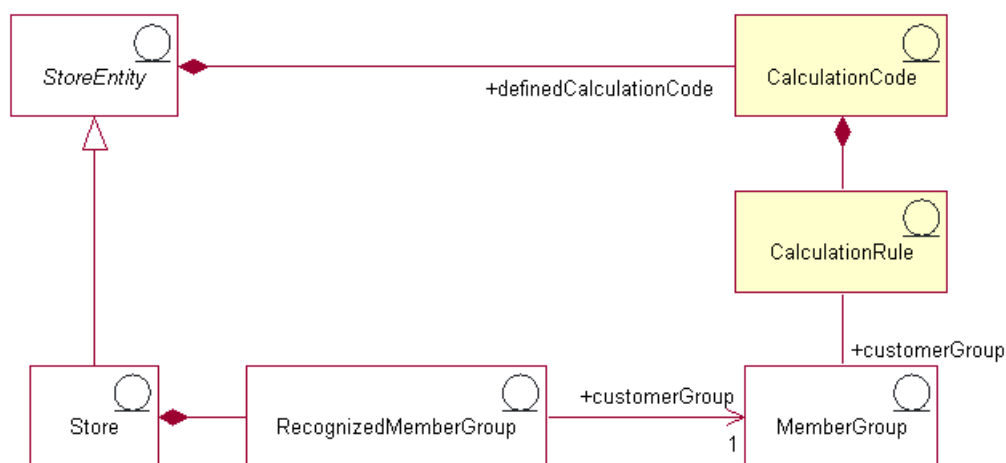 StoreEntity
CalculationCode
+definedCalculationCode
CalculationRule
+customerGroup
+customerGroup
Store
RecognizedMemberGroup
MemberGroup
1